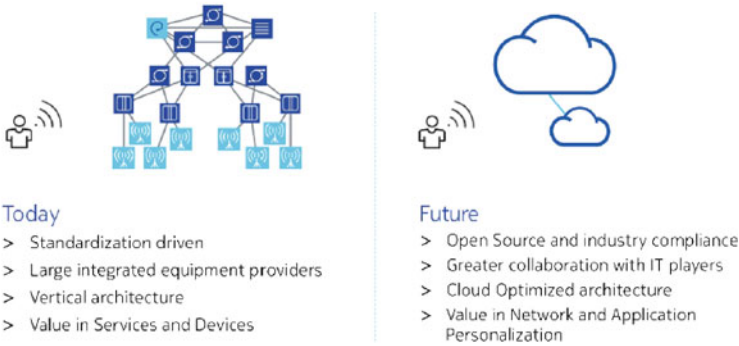 Today
> Standardization driven
> Large integrated equipment providers
> Vertical architecture
> Value in Services and Devices
Future
> Open Source and industry compliance
> Greater collaboration with IT players
> Cloud Optimized architecture
> Value in Network and Application
Personalization